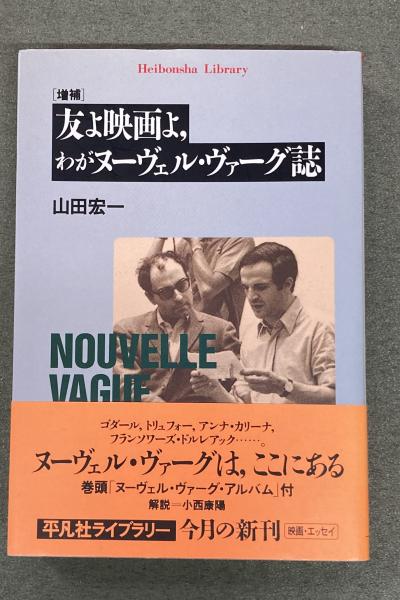 Heibonsha Library
[増補]
友よ映画よ,
わがヌーヴェル・ヴァーグ誌
山田宏一
NOUVELLE
VAGUE
ゴダール, トリュフォー, アンナ・カリーナ,
フランソワーズ・ドルレアック……。
ヌーヴェル・ヴァーグは, ここにある
巻頭「ヌーヴェル・ヴァーグ・アルバム」付
解説＝小西康陽
平凡社ライブラリー 今月の新刊 映画・エッセイ